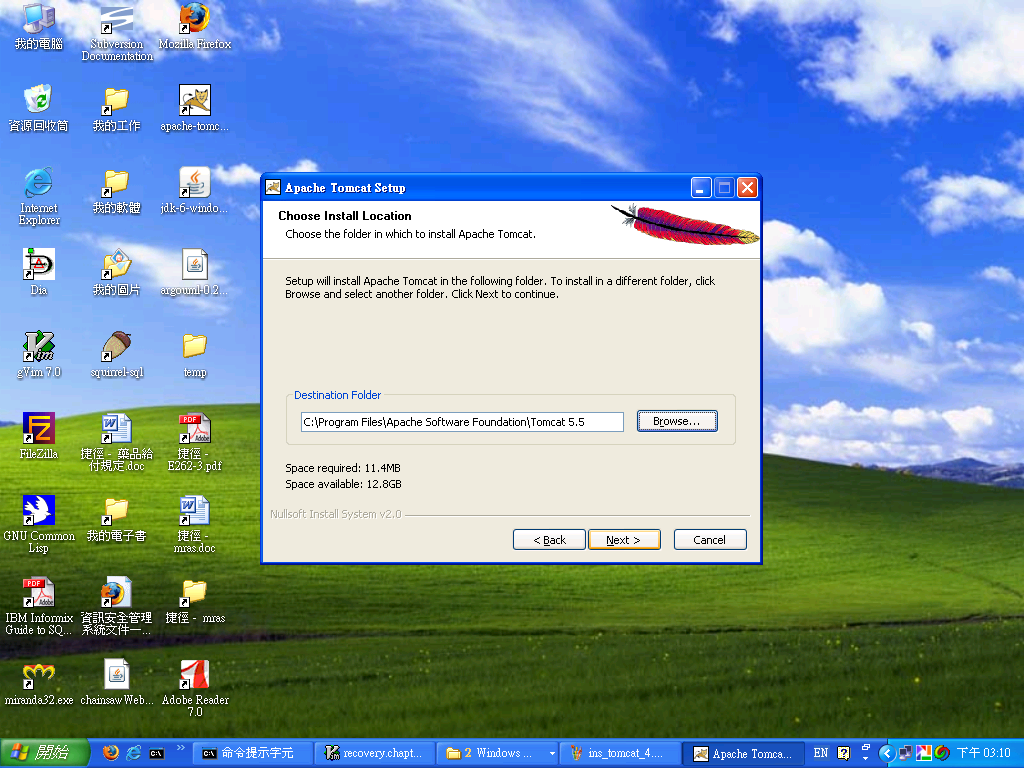 我的電腦
Subversion
Documentation
Mozilla Firefox
資源回收筒
我的工作
apache-tomc...
Internet
Explorer
我的軟體
jdk-6-windo...
Dia
我的圖片
argouml-0.2...
gVim 7.0
squirrel-sql
temp
FileZilla
捷徑 - 藥品給
付規定.doc
捷徑 -
E262-3.pdf
GNU Common
Lisp
我的電子書
捷徑 -
mras.doc
IBM Informix
Guide to SQ...
資訊安全管理
系統文件一...
捷徑 - mras
miranda32.exe
chainsaw Web...
Adobe Reader
7.0
Apache Tomcat Setup
Choose Install Location
Choose the folder in which to install Apache Tomcat.
Setup will install Apache Tomcat in the following folder. To install in a different folder, click
Browse and select another folder. Click Next to continue.
Destination Folder
C:\Program Files\Apache Software Foundation\Tomcat 5.5
Browse...
Space required: 11.4MB
Space available: 12.8GB
Nullsoft Install System v2.0
< Back
Next >
Cancel
開始
命令提示字元
recovery.chapt...
2 Windows ...
ins_tomcat_4....
Apache Tomca...
EN
下午 03:10